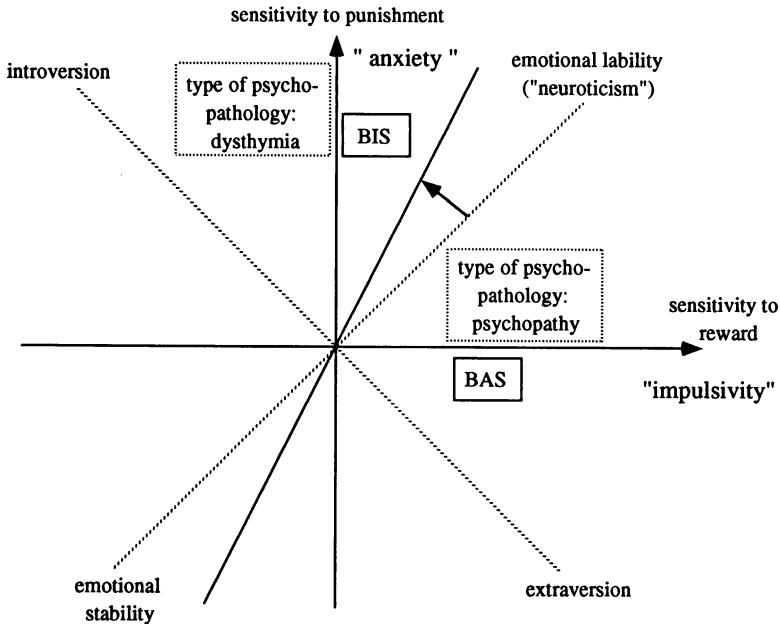 sensitivity to punishment
" anxiety "
introversion
type of psycho-
pathology:
dysthymia
BIS
emotional lability
("neuroticism")
type of psycho-
pathology:
psychopathy
sensitivity to
reward
BAS
"impulsivity"
emotional
stability
extraversion